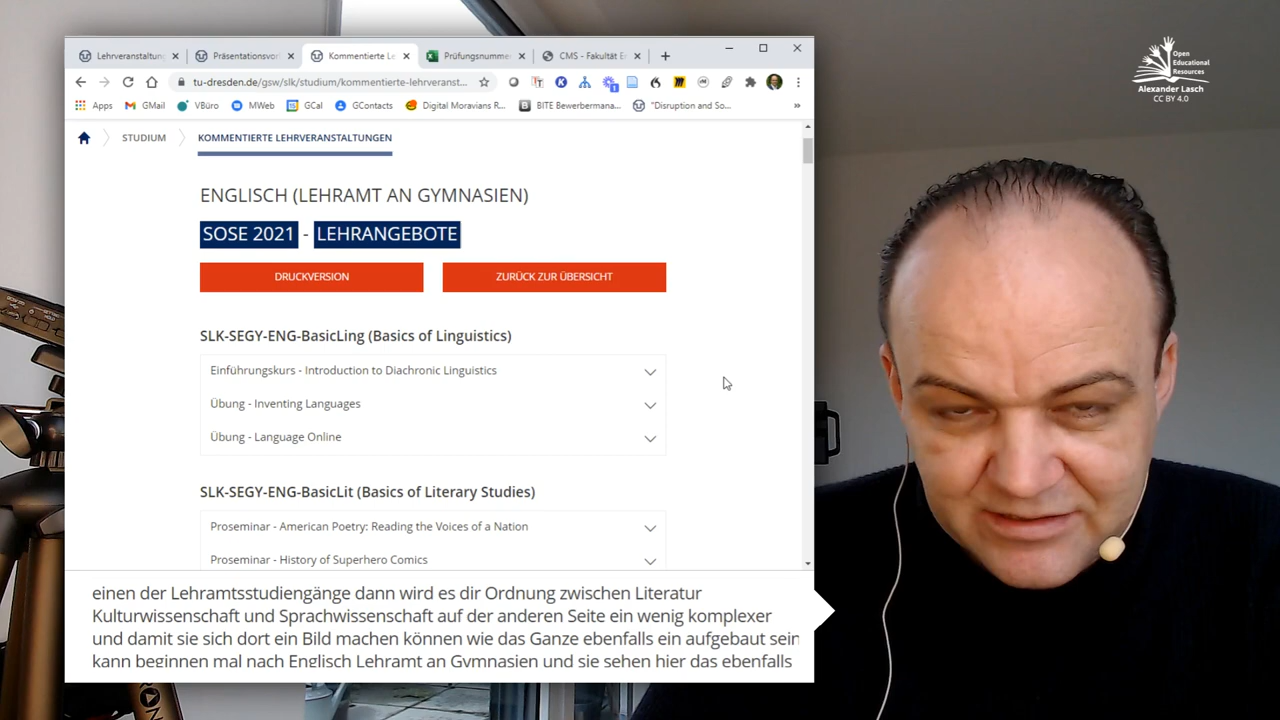 Lehrveranstaltung
Präsentationsvor
Kommentierte Le
Prüfungsnumme
CMS - Fakultät E
tu-dresden.de/gsw/slk/studium/kommentierte-lehrveranst...
Apps
GMail
VBüro
MWeb
GCal
GContacts
Digital Moravians R...
BITE Bewerbermana...
"Disruption and So...
»
STUDIUM
KOMMENTIERTE LEHRVERANSTALTUNGEN
ENGLISCH (LEHRAMT AN GYMNASIEN)
SOSE 2021 - LEHRANGEBOTE
DRUCKVERSION
ZURÜCK ZUR ÜBERSICHT
SLK-SEGY-ENG-BasicLing (Basics of Linguistics)
Einführungskurs - Introduction to Diachronic Linguistics
Übung - Inventing Languages
Übung - Language Online
SLK-SEGY-ENG-BasicLit (Basics of Literary Studies)
Proseminar - American Poetry: Reading the Voices of a Nation
Proseminar - History of Superhero Comics
einen der Lehramtsstudiengänge dann wird es dir Ordnung zwischen Literatur
Kulturwissenschaft und Sprachwissenschaft auf der anderen Seite ein wenig komplexer
und damit sie sich dort ein Bild machen können wie das Ganze ebenfalls ein aufgebaut sein
kann beginnen mal nach Englisch Lehramt an Gymnasien und sie sehen hier das ebenfalls
Open
Educational
Resources
Alexander Lasch
CC BY 4.0